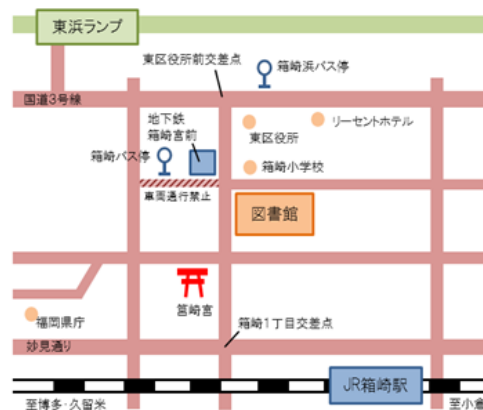 東浜ランプ
東区役所前交差点
箱崎浜バス停
国道3号線
地下鉄
箱崎宮前
リーセントホテル
東区役所
箱崎バス停
箱崎小学校
車両通行禁止
図書館
筥崎宮
福岡県庁
箱崎1丁目交差点
妙見通り
JR箱崎駅
至博多・久留米
至小倉